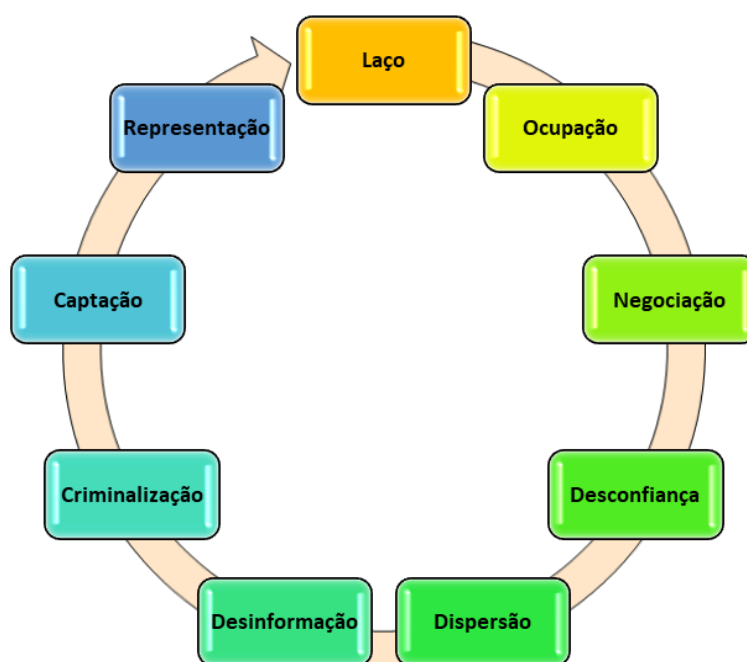 Laço
Ocupação
Negociação
Desconfiança
Dispersão
Desinformação
Criminalização
Captação
Representação